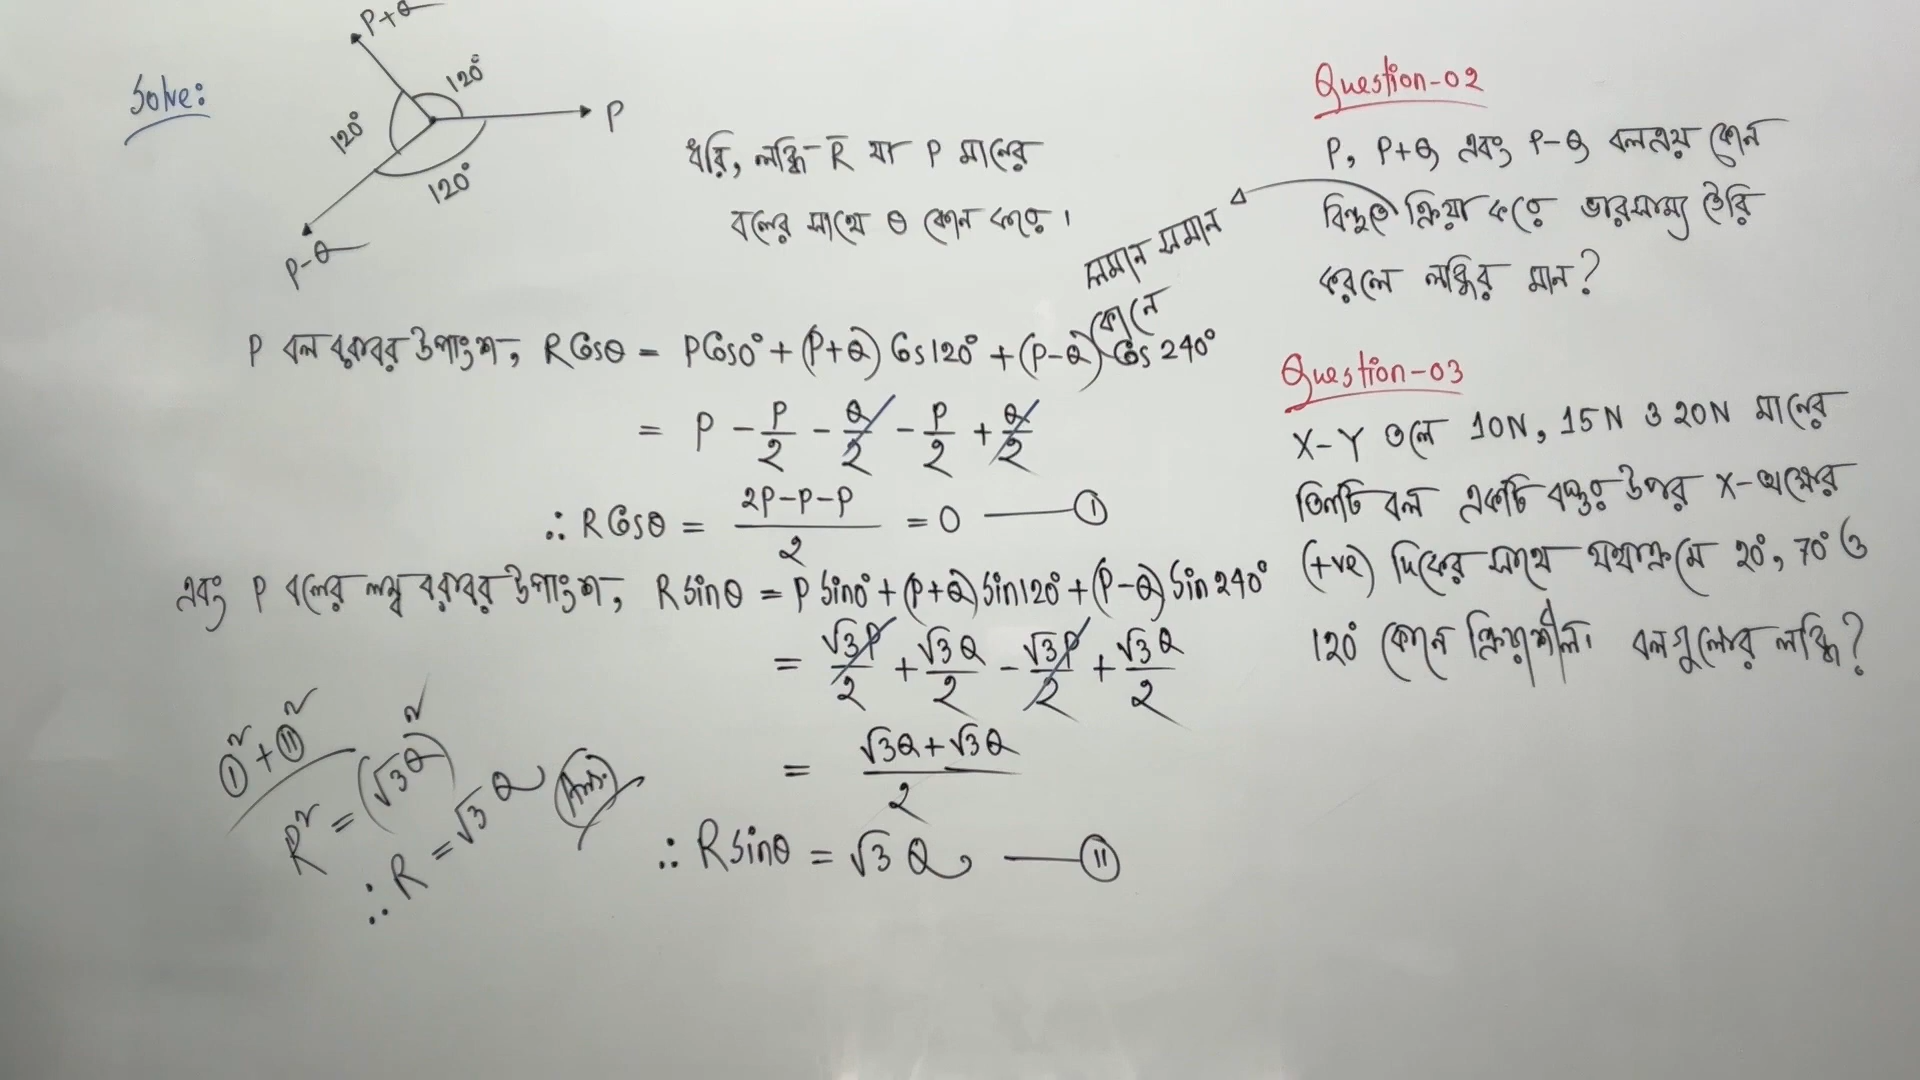 Solve:
P+Q
120°
P
120°
120°
P-Q
ধরি, লব্ধি R যা P মানের
বলের সাথে θ কোন করে।
P বল বরাবর উপাংশ, RCosθ = PCos0° + (P+Q) Cos120° + (P-Q) Cos 240°
= P - P/2 - Q/2 - P/2 + Q/2
∴ RCosθ = (2P-P-P)/2 = 0 —— (I)
এবং P বলের লম্ব বরাবর উপাংশ, RSinθ = PSin0° + (P+Q)Sin120° + (P-Q) Sin 240°
= √3P/2 + √3Q/2 - √3P/2 + √3Q/2
= (√3Q + √3Q)/2
∴ RSinθ = √3 Q —— (II)
(I)² + (II)²
R² = (√3Q)²
∴ R = √3 Q (Ans.)
Question-02
P, P+Q এবং P-Q বলত্রয় কোন
বিন্দুতে ক্রিয়া করে ভারসাম্য তৈরি
করলে লব্ধির মান?
সমান সমান
কোনে
Question-03
X-Y তলে 10N, 15N ও 20N মানের
তিনটি বল একটি বস্তুর উপর X-অক্ষের
(+ve) দিকের সাথে যথাক্রমে 20°, 70° ও
120° কোনে ক্রিয়াশীল। বলগুলোর লব্ধি?